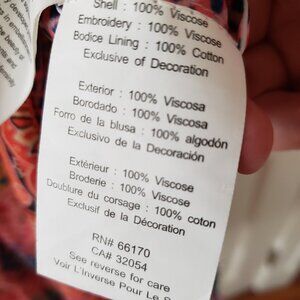 Shell : 100% Viscose
Embroidery : 100% Viscose
Bodice Lining : 100% Cotton
Exclusive of Decoration
Exterior : 100% Viscosa
Borodado : 100% Viscosa
Forro de la blusa : 100% algodón
Exclusivo de la Decoración
Extérieur : 100% Viscose
Broderie : 100% Viscose
Doublure du corsage : 100% coton
Exclusif de la Décoration
RN# 66170
CA# 32054
See reverse for care
Voir L'inverse Pour Le